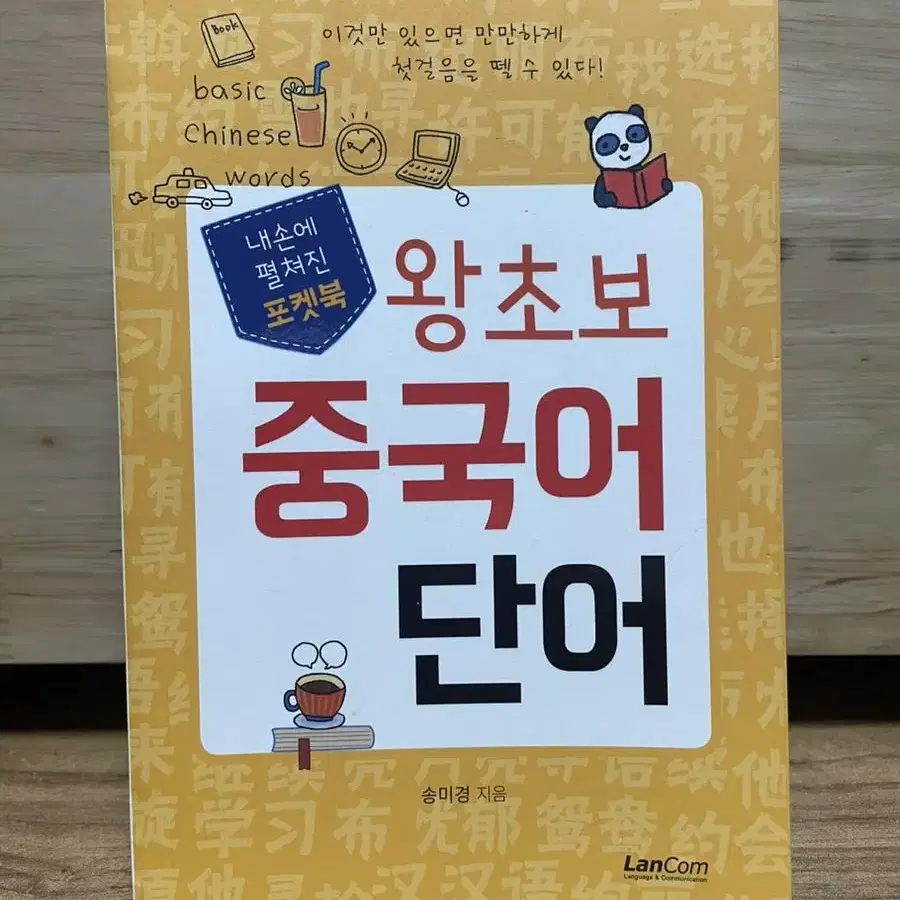 BOOK
이것만 있으면 만만하게
첫걸음을 뗄 수 있다!
basic
Chinese
words
내손에
펼쳐진
포켓북
왕초보
중국어
단어
송미경 지음
LanCom
Language & Communication